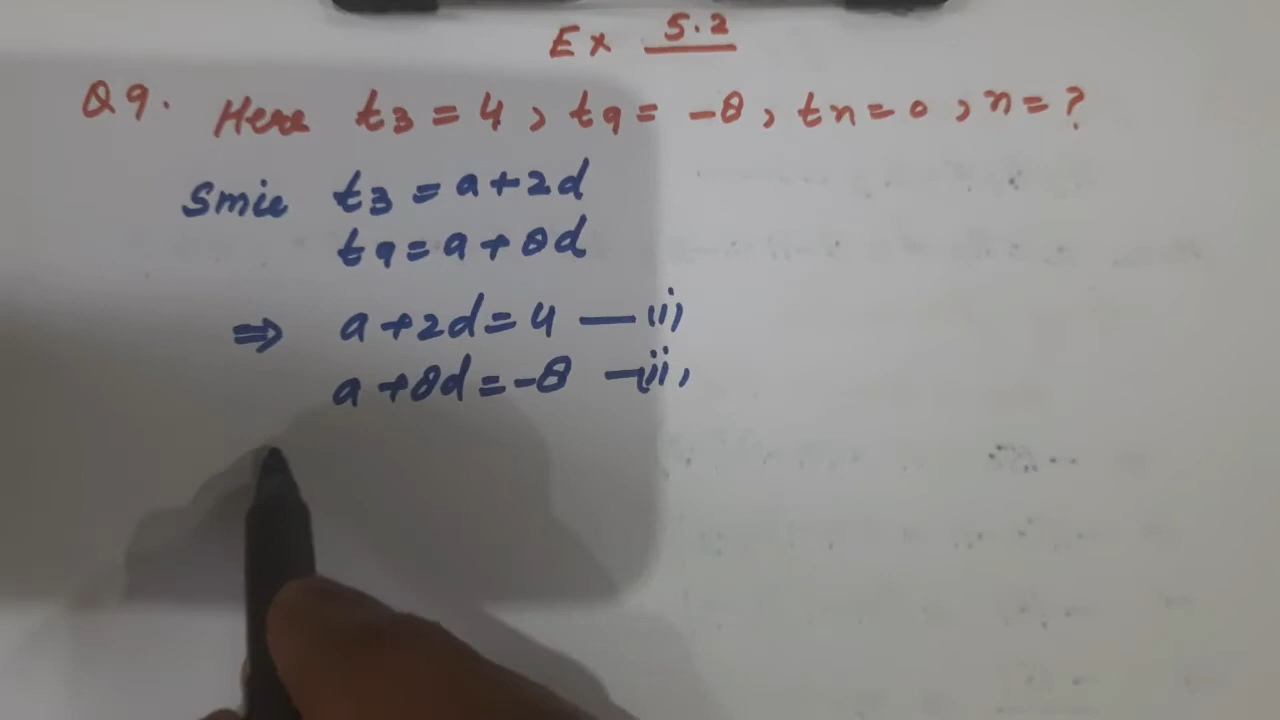 Ex 5.2
Q9. Here t3 = 4, t9 = -8, tn = 0, n = ?
Smie t3 = a+2d
t9 = a + 8d
⇒ a +2d = 4 — (i)
a +8d = -8 — (ii)